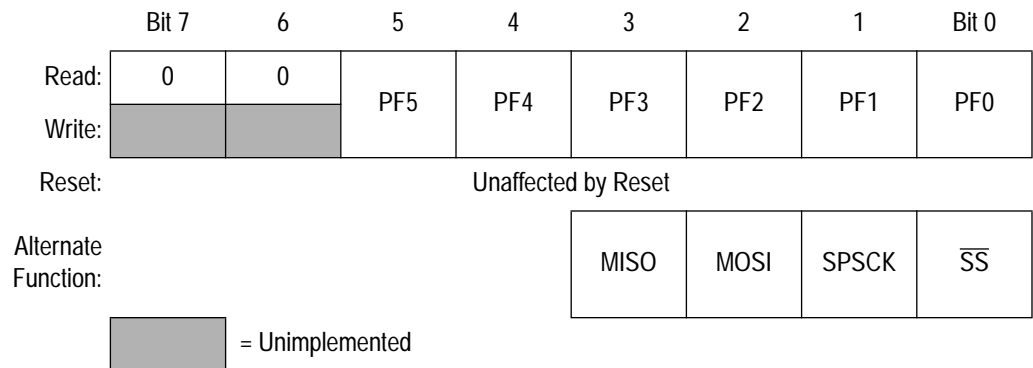 Bit 7 6 5 4 3 2 1 Bit 0
Read: 0 0 PF5 PF4 PF3 PF2 PF1 PF0
Write:
Reset: Unaffected by Reset
Alternate
Function: MISO MOSI SPSCK S̅S̅
= Unimplemented